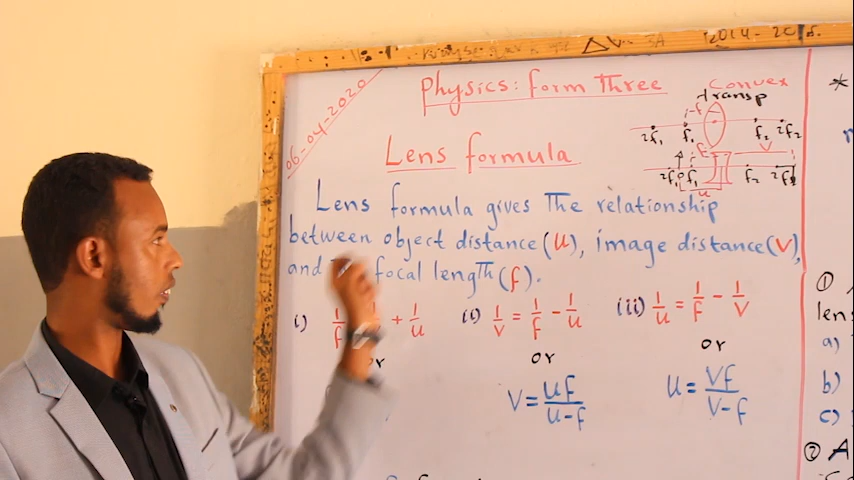 2014-2015.
06-04-2020
Physics: form Three
Convex
Transp
2f₁ f₁ f₂ 2f₂
V
2f₁ o f₁ f₂ 2f₂
u
Lens formula
Lens formula gives The relationship
between object distance (u), image distance (v),
and focal length (f).
i) 1/f + 1/u (ii) 1/v = 1/f - 1/u (iii) 1/u = 1/f - 1/v
or or or
V = uf/u-f u = vf/v-f
*
①
lens
a)
b)
c)
② A